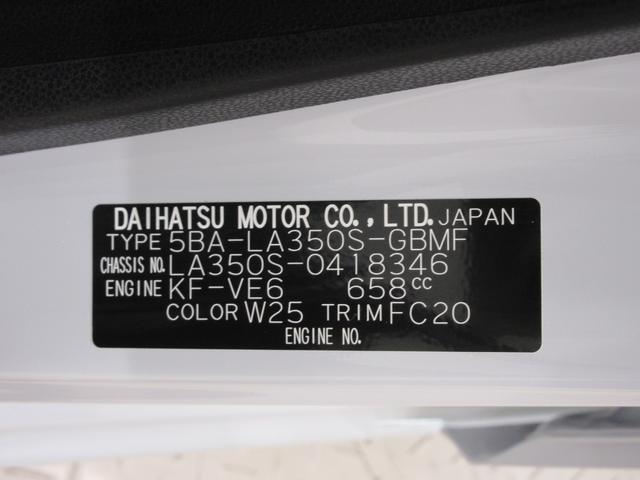 DAIHATSU MOTOR CO., LTD. JAPAN
TYPE 5BA-LA350S-GBMF
CHASSIS NO. LA350S-0418346
ENGINE KF-VE6 658CC
COLOR W25 TRIM FC20
ENGINE NO.